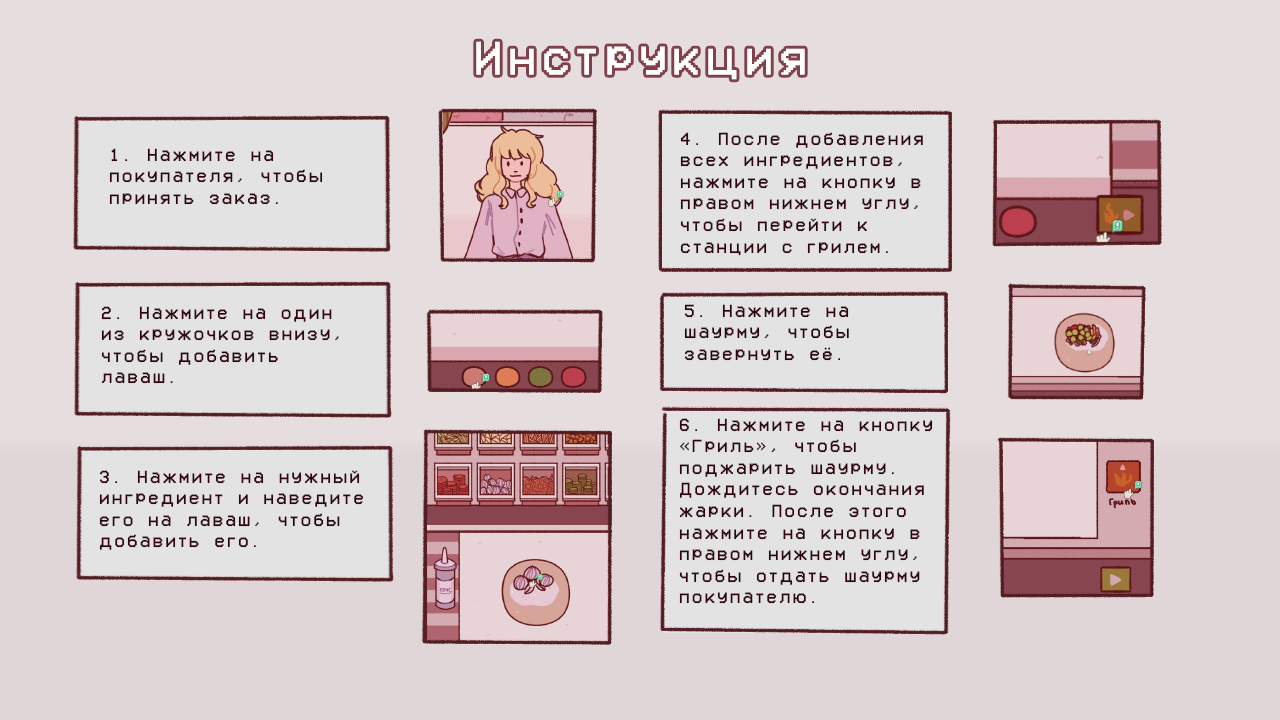 Инструкция
1. Нажмите на
покупателя, чтобы
принять заказ.
2. Нажмите на один
из кружочков внизу,
чтобы добавить
лаваш.
3. Нажмите на нужный
ингредиент и наведите
его на лаваш, чтобы
добавить его.
4. После добавления
всех ингредиентов,
нажмите на кнопку в
правом нижнем углу,
чтобы перейти к
станции с грилем.
5. Нажмите на
шаурму, чтобы
завернуть её.
6. Нажмите на кнопку
«Гриль», чтобы
поджарить шаурму.
Дождитесь окончания
жарки. После этого
нажмите на кнопку в
правом нижнем углу,
чтобы отдать шаурму
покупателю.
Гриль